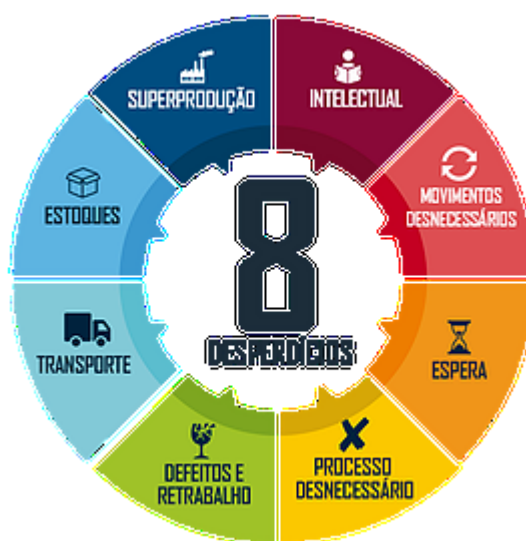 SUPERPRODUÇÃO
INTELECTUAL
MOVIMENTOS
DESNECESSÁRIOS
ESPERA
PROCESSO
DESNECESSÁRIO
DEFEITOS E
RETRABALHO
TRANSPORTE
ESTOQUES
8
DESPERDÍCIOS